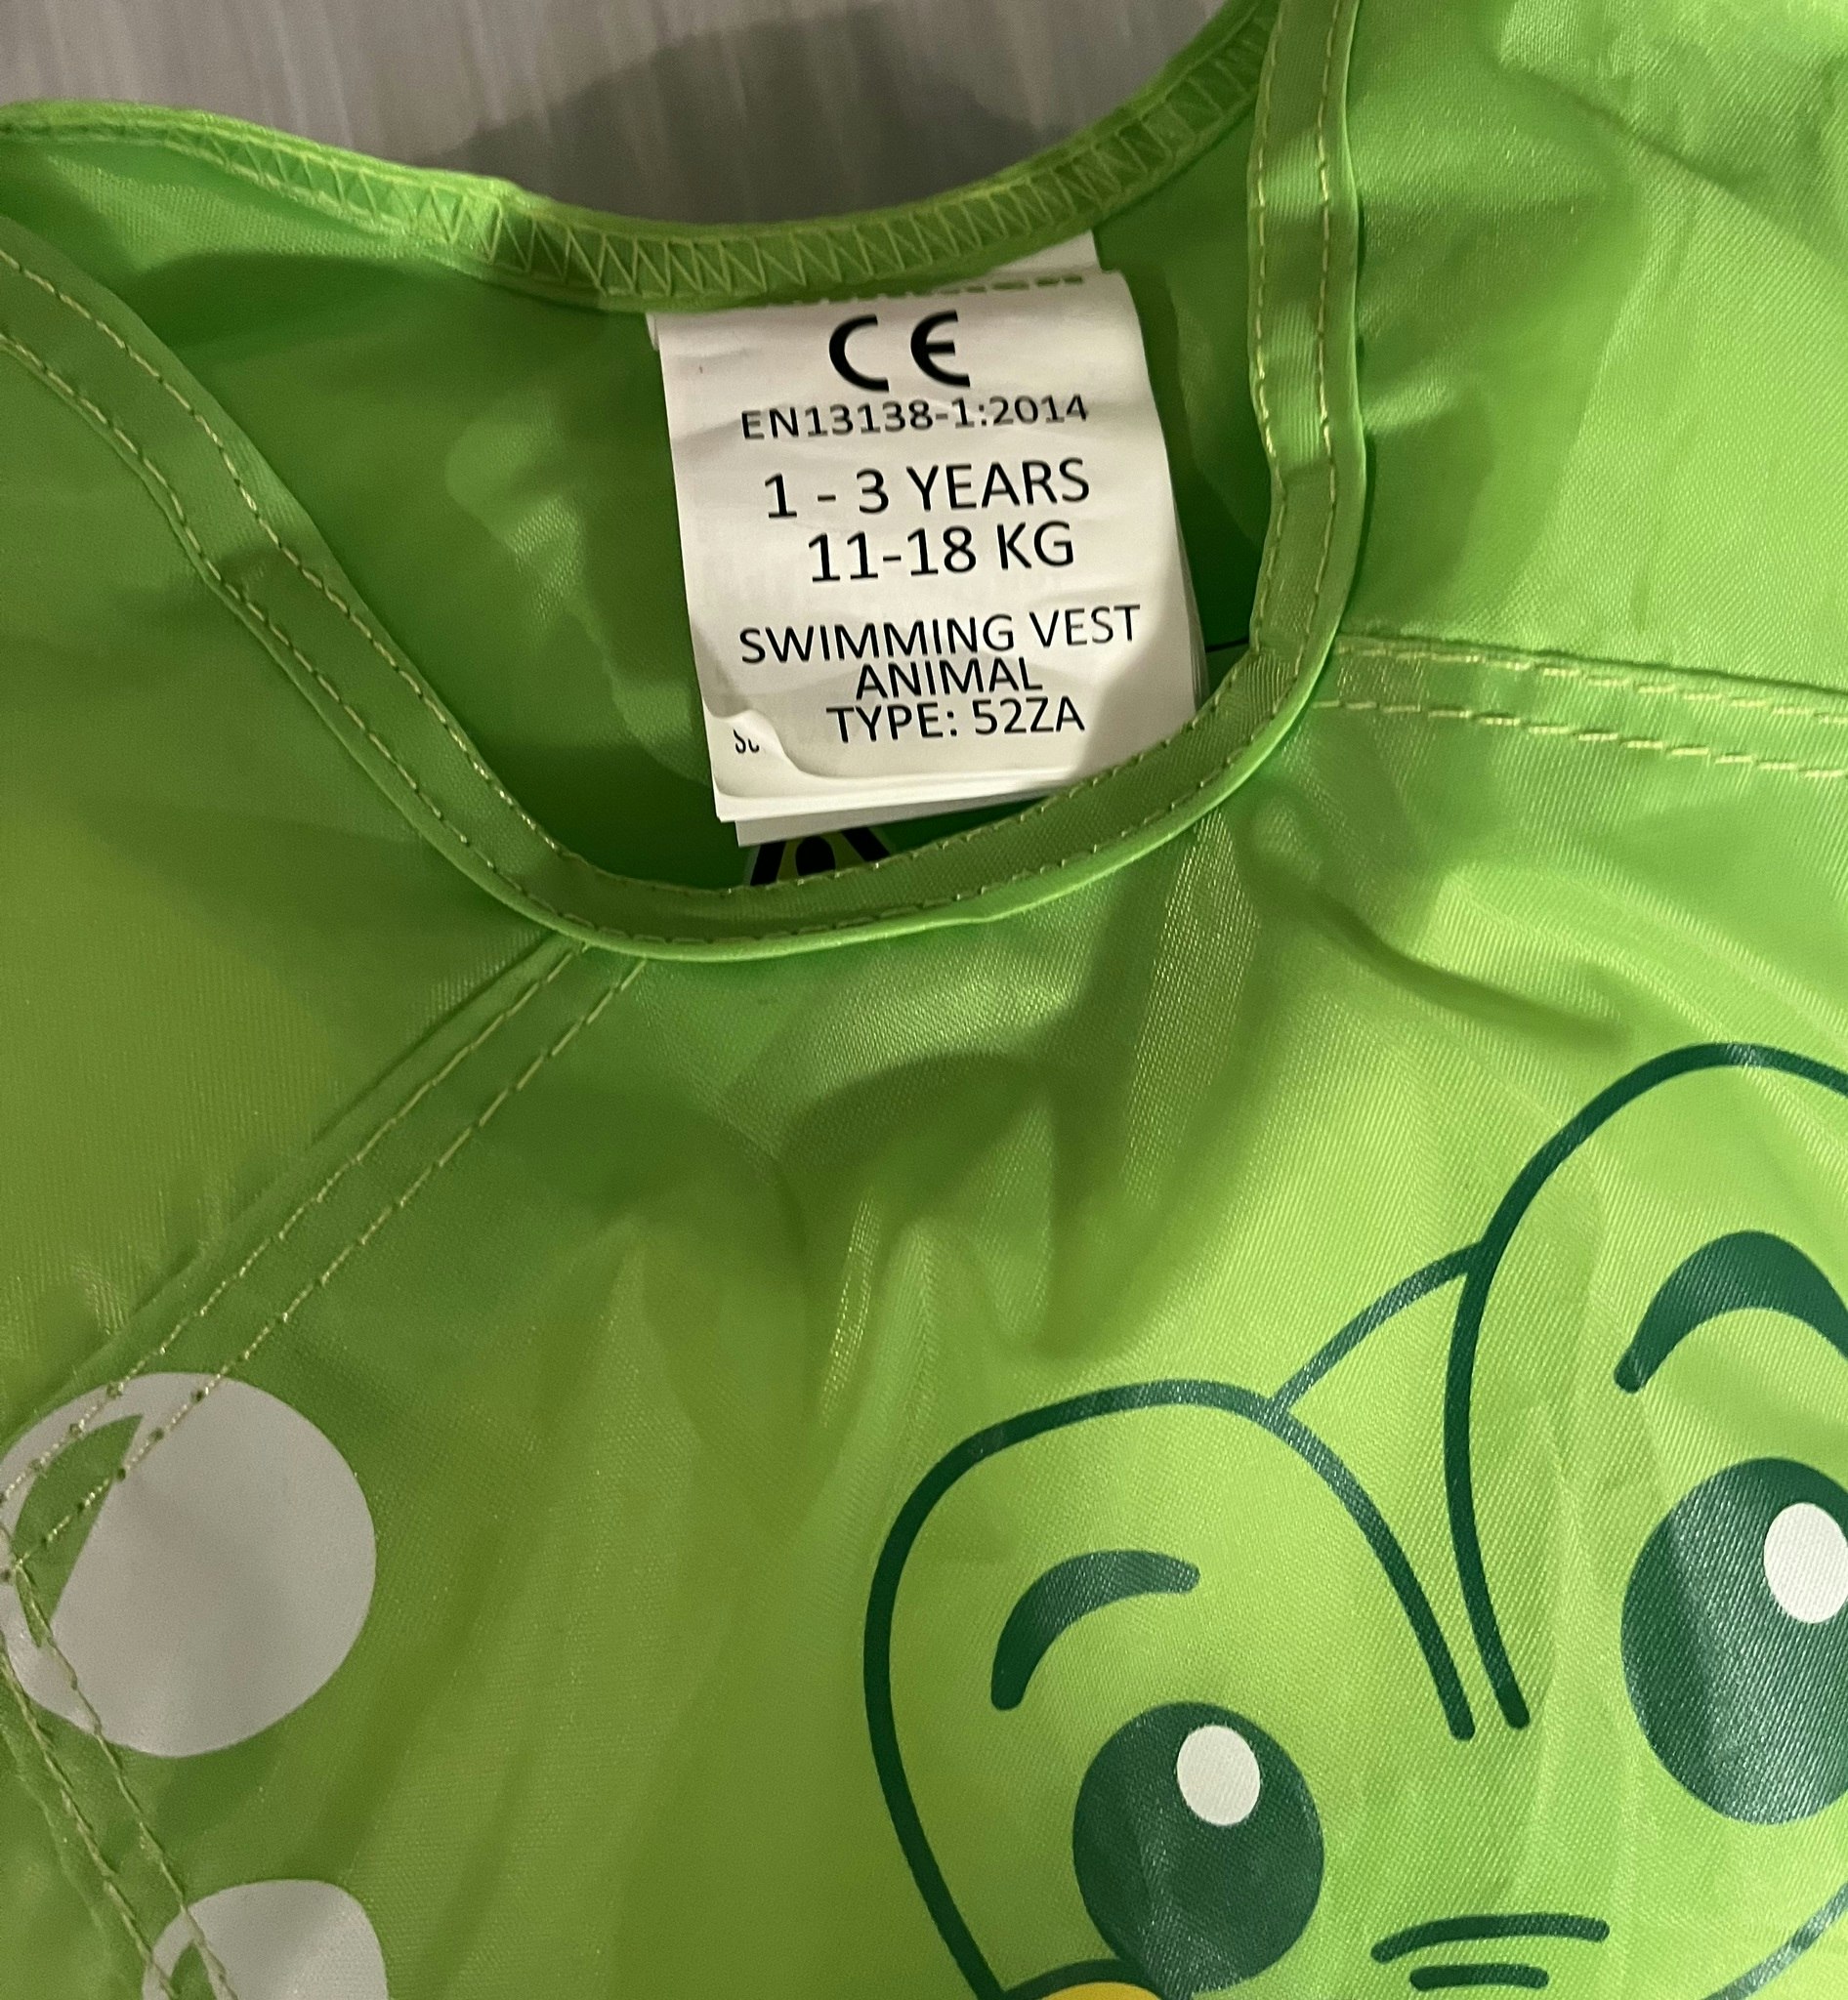 CE
EN13138-1:2014
1 - 3 YEARS
11-18 KG
SWIMMING VEST
ANIMAL
TYPE: 52ZA